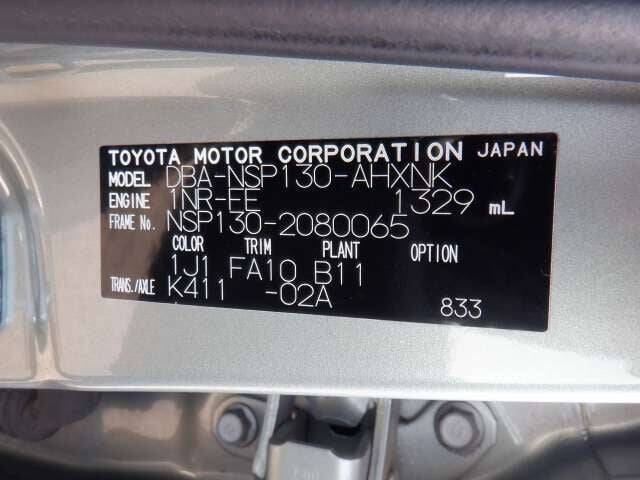 TOYOTA MOTOR CORPORATION JAPAN
MODEL DBA-NSP130-AHXNK
ENGINE 1NR-EE 1329 mL
FRAME No. NSP130-2080065
COLOR TRIM PLANT OPTION
1J1 FA10 B11
TRANS./AXLE K411 -02A
833